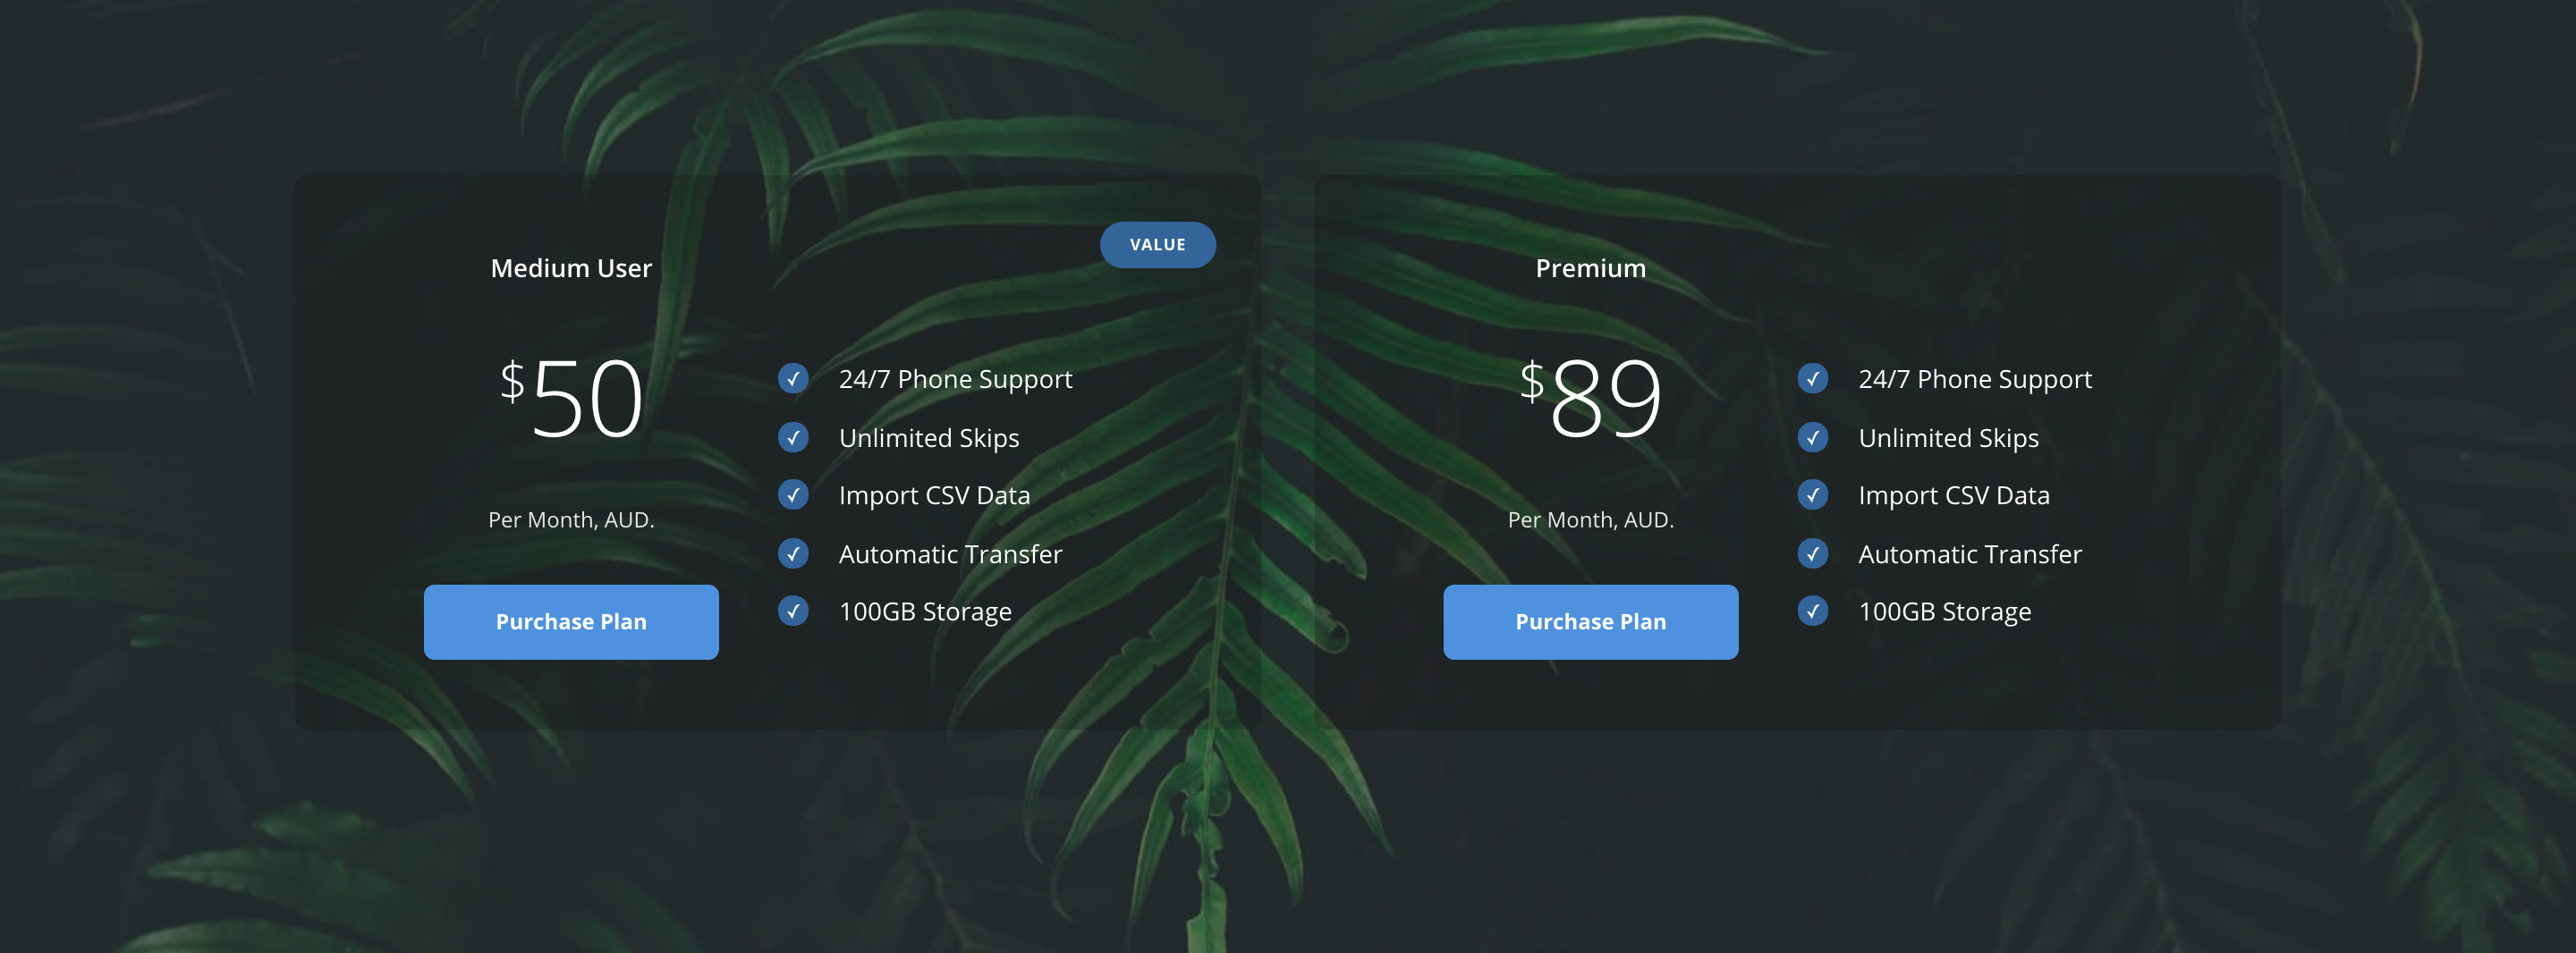 VALUE
Medium User
$50
Per Month, AUD.
Purchase Plan
24/7 Phone Support
Unlimited Skips
Import CSV Data
Automatic Transfer
100GB Storage
Premium
$89
Per Month, AUD.
Purchase Plan
24/7 Phone Support
Unlimited Skips
Import CSV Data
Automatic Transfer
100GB Storage